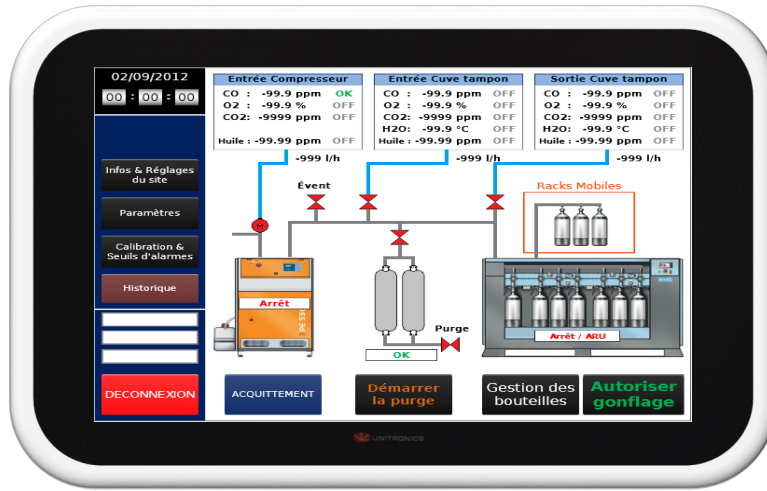 02/09/2012
00 : 00 : 00
Infos & Réglages
du site
Paramètres
Calibration &
Seuils d'alarmes
Historique
DECONNEXION
Entrée Compresseur
CO : -99.9 ppm OK
O2 : -99.9 % OFF
CO2: -9999 ppm OFF
Huile : -99.99 ppm OFF
-999 l/h
Entrée Cuve tampon
CO : -99.9 ppm OFF
O2 : -99.9 % OFF
CO2: -9999 ppm OFF
H2O: -99.9 °C OFF
Huile : -99.99 ppm OFF
-999 l/h
Sortie Cuve tampon
CO : -99.9 ppm OFF
O2 : -99.9 % OFF
CO2: -9999 ppm OFF
H2O: -99.9 °C OFF
Huile : -99.99 ppm OFF
-999 l/h
Évent
Racks Mobiles
M
Arrêt
Purge
OK
Arrêt / ARU
ACQUITTEMENT
Démarrer
la purge
Gestion des
bouteilles
Autoriser
gonflage
UNITRONICS